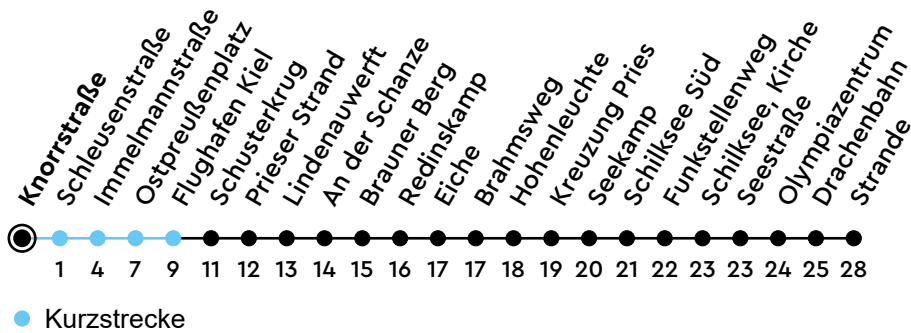 Knorrstraße
Schleusenstraße
Immelmannstraße
Ostpreußenplatz
Flughafen Kiel
Schusterkrug
Prieser Strand
Lindenauwerft
An der Schanze
Brauner Berg
Redinskamp
Eiche
Brahmsweg
Hohenleuchte
Kreuzung Pries
Seekamp
Schilksee Süd
Funkstellenweg
Schilksee, Kirche
Seestraße
Olympiazentrum
Drachenbahn
Strande
1 4 7 9 11 12 13 14 15 16 17 17 18 19 20 21 22 23 23 24 25 28
Kurzstrecke